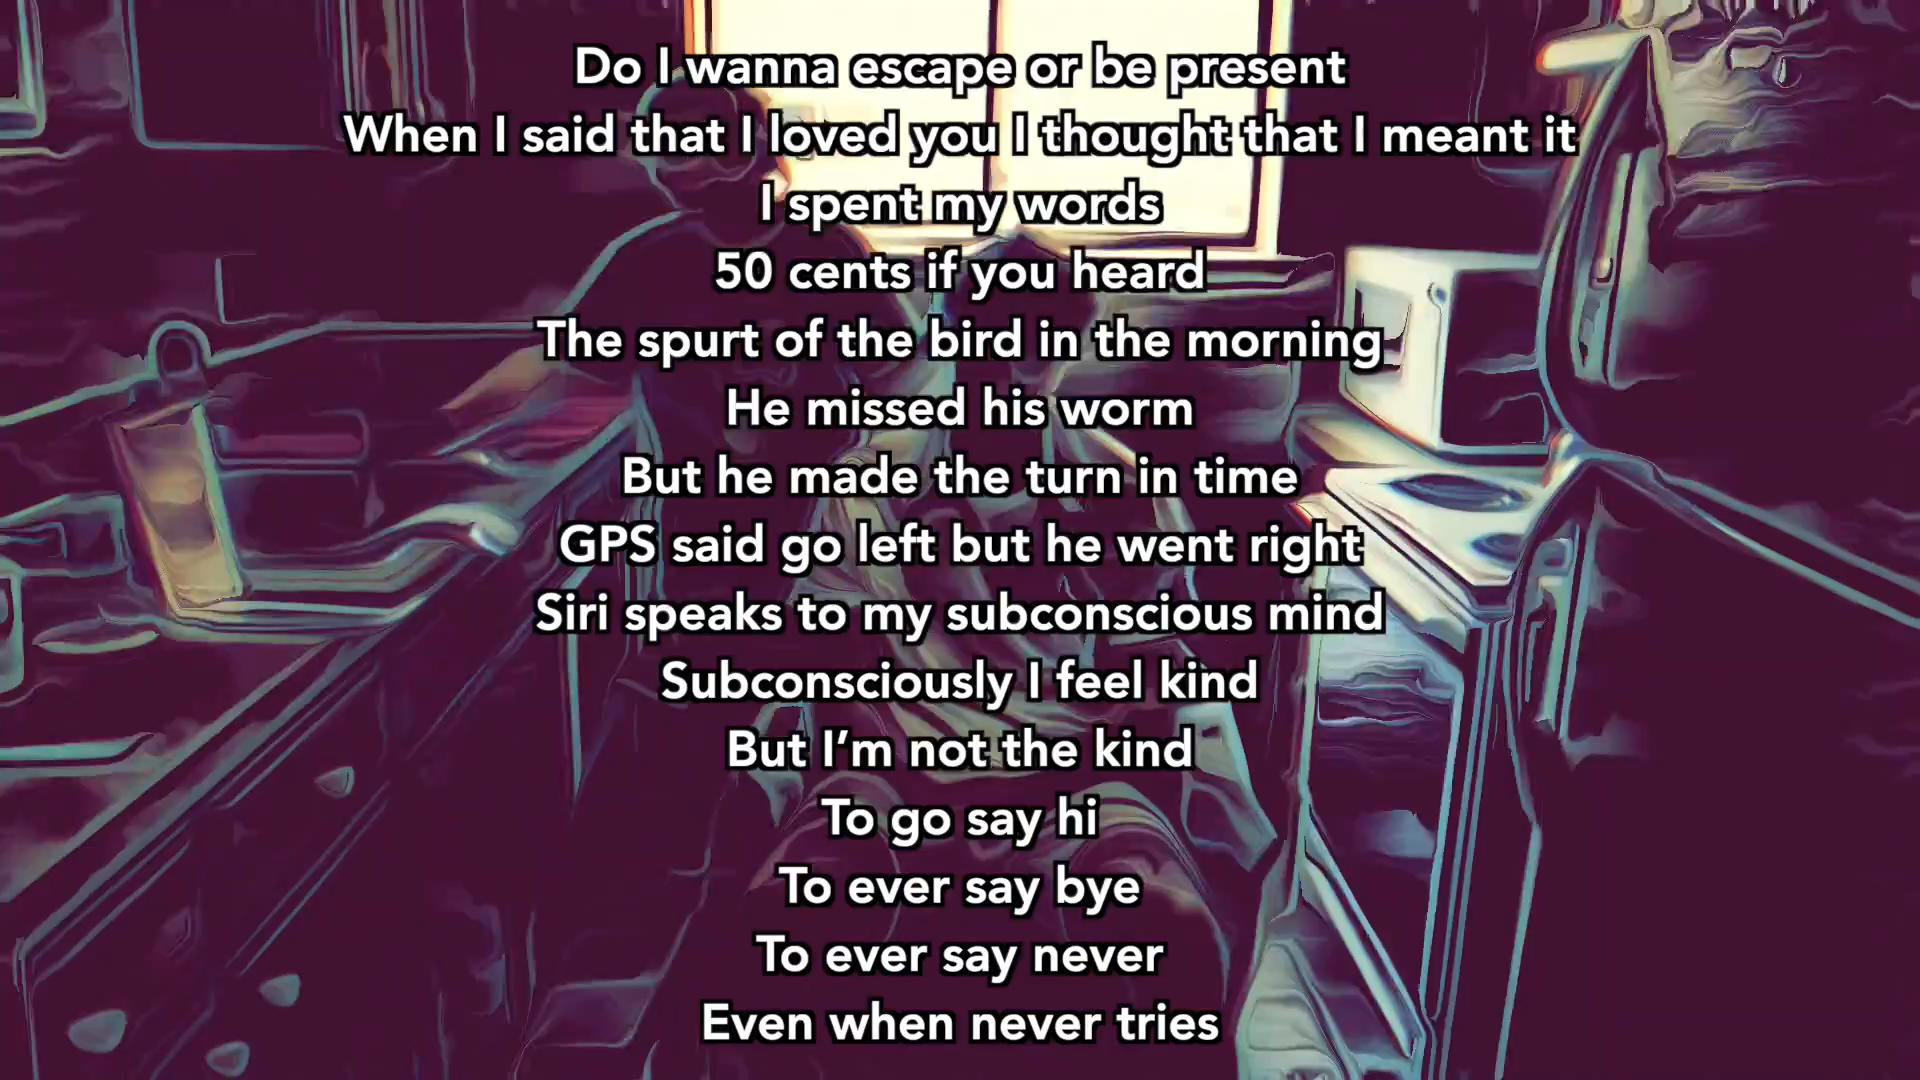 Do I wanna escape or be present
When I said that I loved you I thought that I meant it
I spent my words
50 cents if you heard
The spurt of the bird in the morning
He missed his worm
But he made the turn in time
GPS said go left but he went right
Siri speaks to my subconscious mind
Subconsciously I feel kind
But I’m not the kind
To go say hi
To ever say bye
To ever say never
Even when never tries